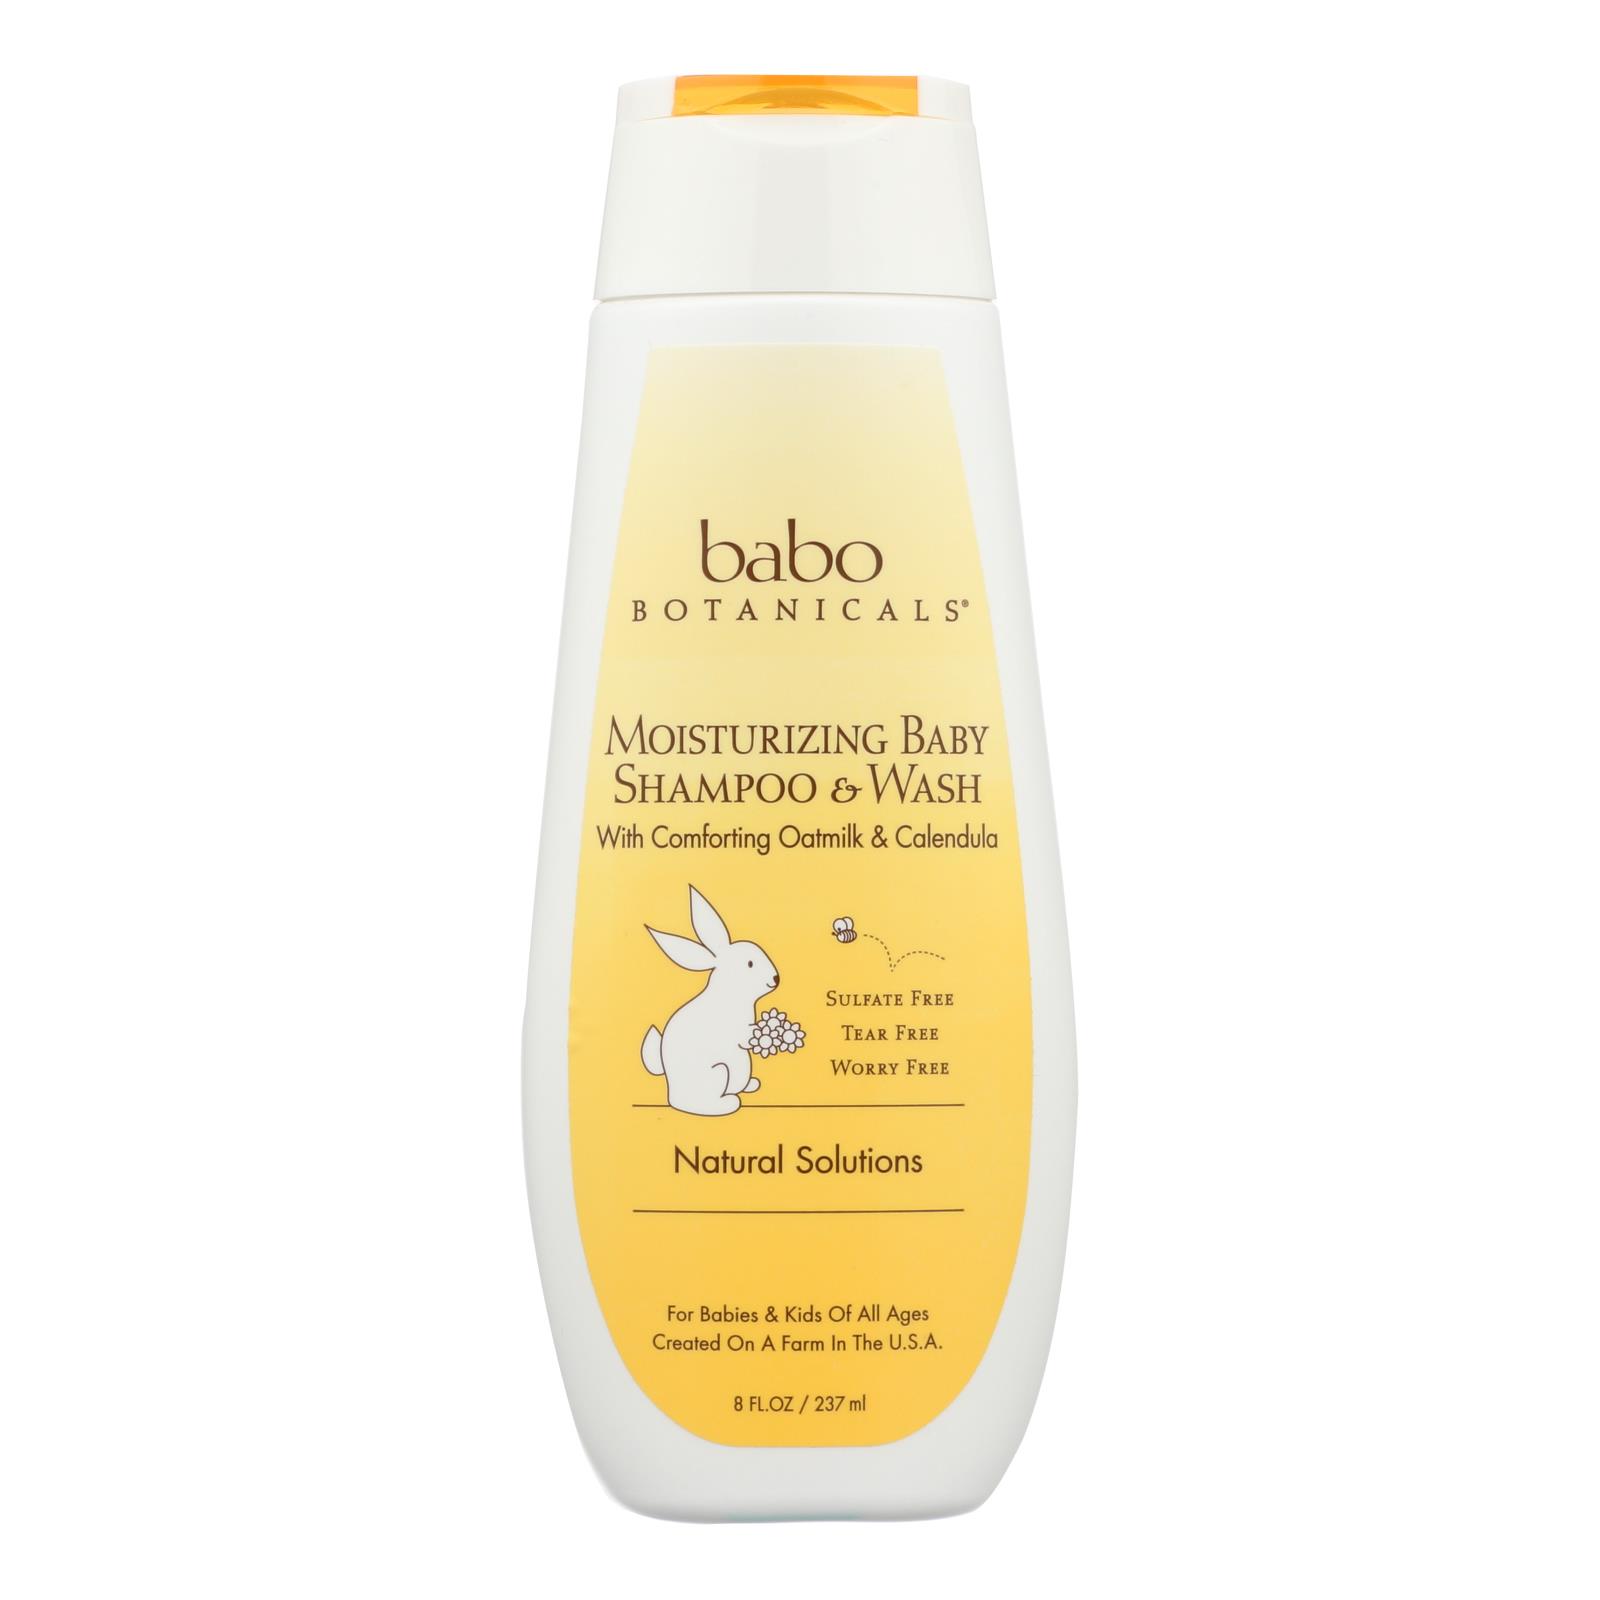 babo
BOTANICALS®
MOISTURIZING BABY
SHAMPOO & WASH
With Comforting Oatmilk & Calendula
SULFATE FREE
TEAR FREE
WORRY FREE
Natural Solutions
For Babies & Kids Of All Ages
Created On A Farm In The U.S.A.
8 FL.OZ / 237 ml